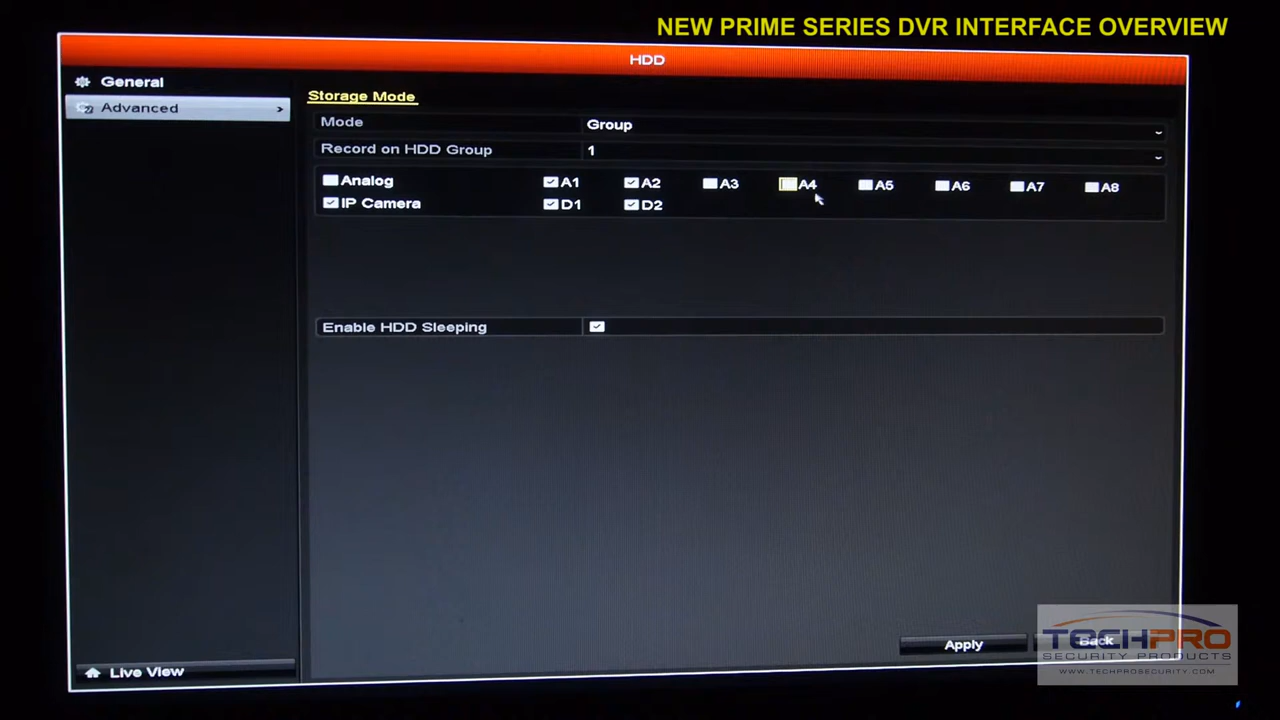 NEW PRIME SERIES DVR INTERFACE OVERVIEW
HDD
General
Advanced >
Storage Mode
Mode Group
Record on HDD Group 1
Analog A1 A2 A3 A4 A5 A6 A7 A8
IP Camera D1 D2
Enable HDD Sleeping
Live View
Apply
Back
TECHPRO
SECURITY PRODUCTS
WWW.TECHPROSECURITY.COM